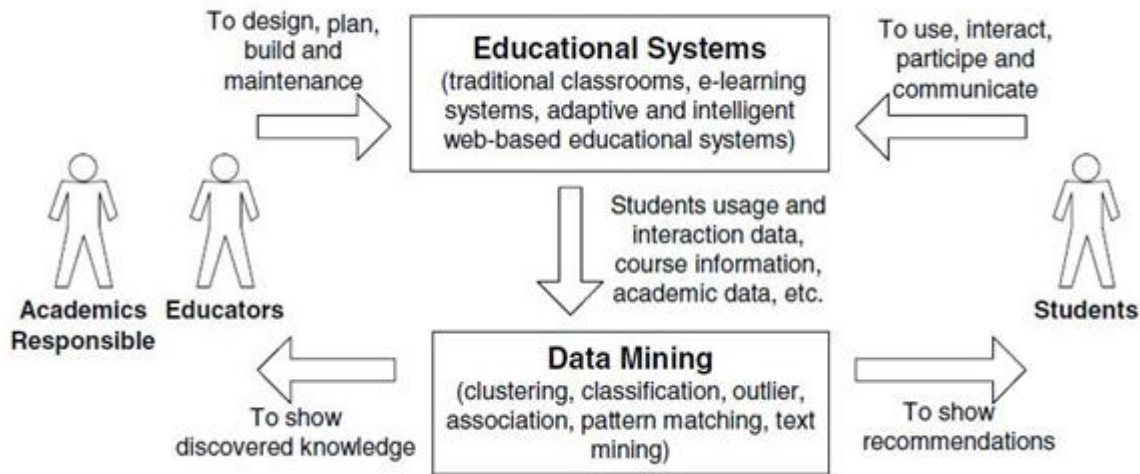 To design, plan,
build and
maintenance
Educational Systems
(traditional classrooms, e-learning
systems, adaptive and intelligent
web-based educational systems)
To use, interact,
participe and
communicate
Students usage and
interaction data,
course information,
academic data, etc.
Academics
Responsible
Educators
Students
Data Mining
(clustering, classification, outlier,
association, pattern matching, text
mining)
To show
discovered knowledge
To show
recommendations